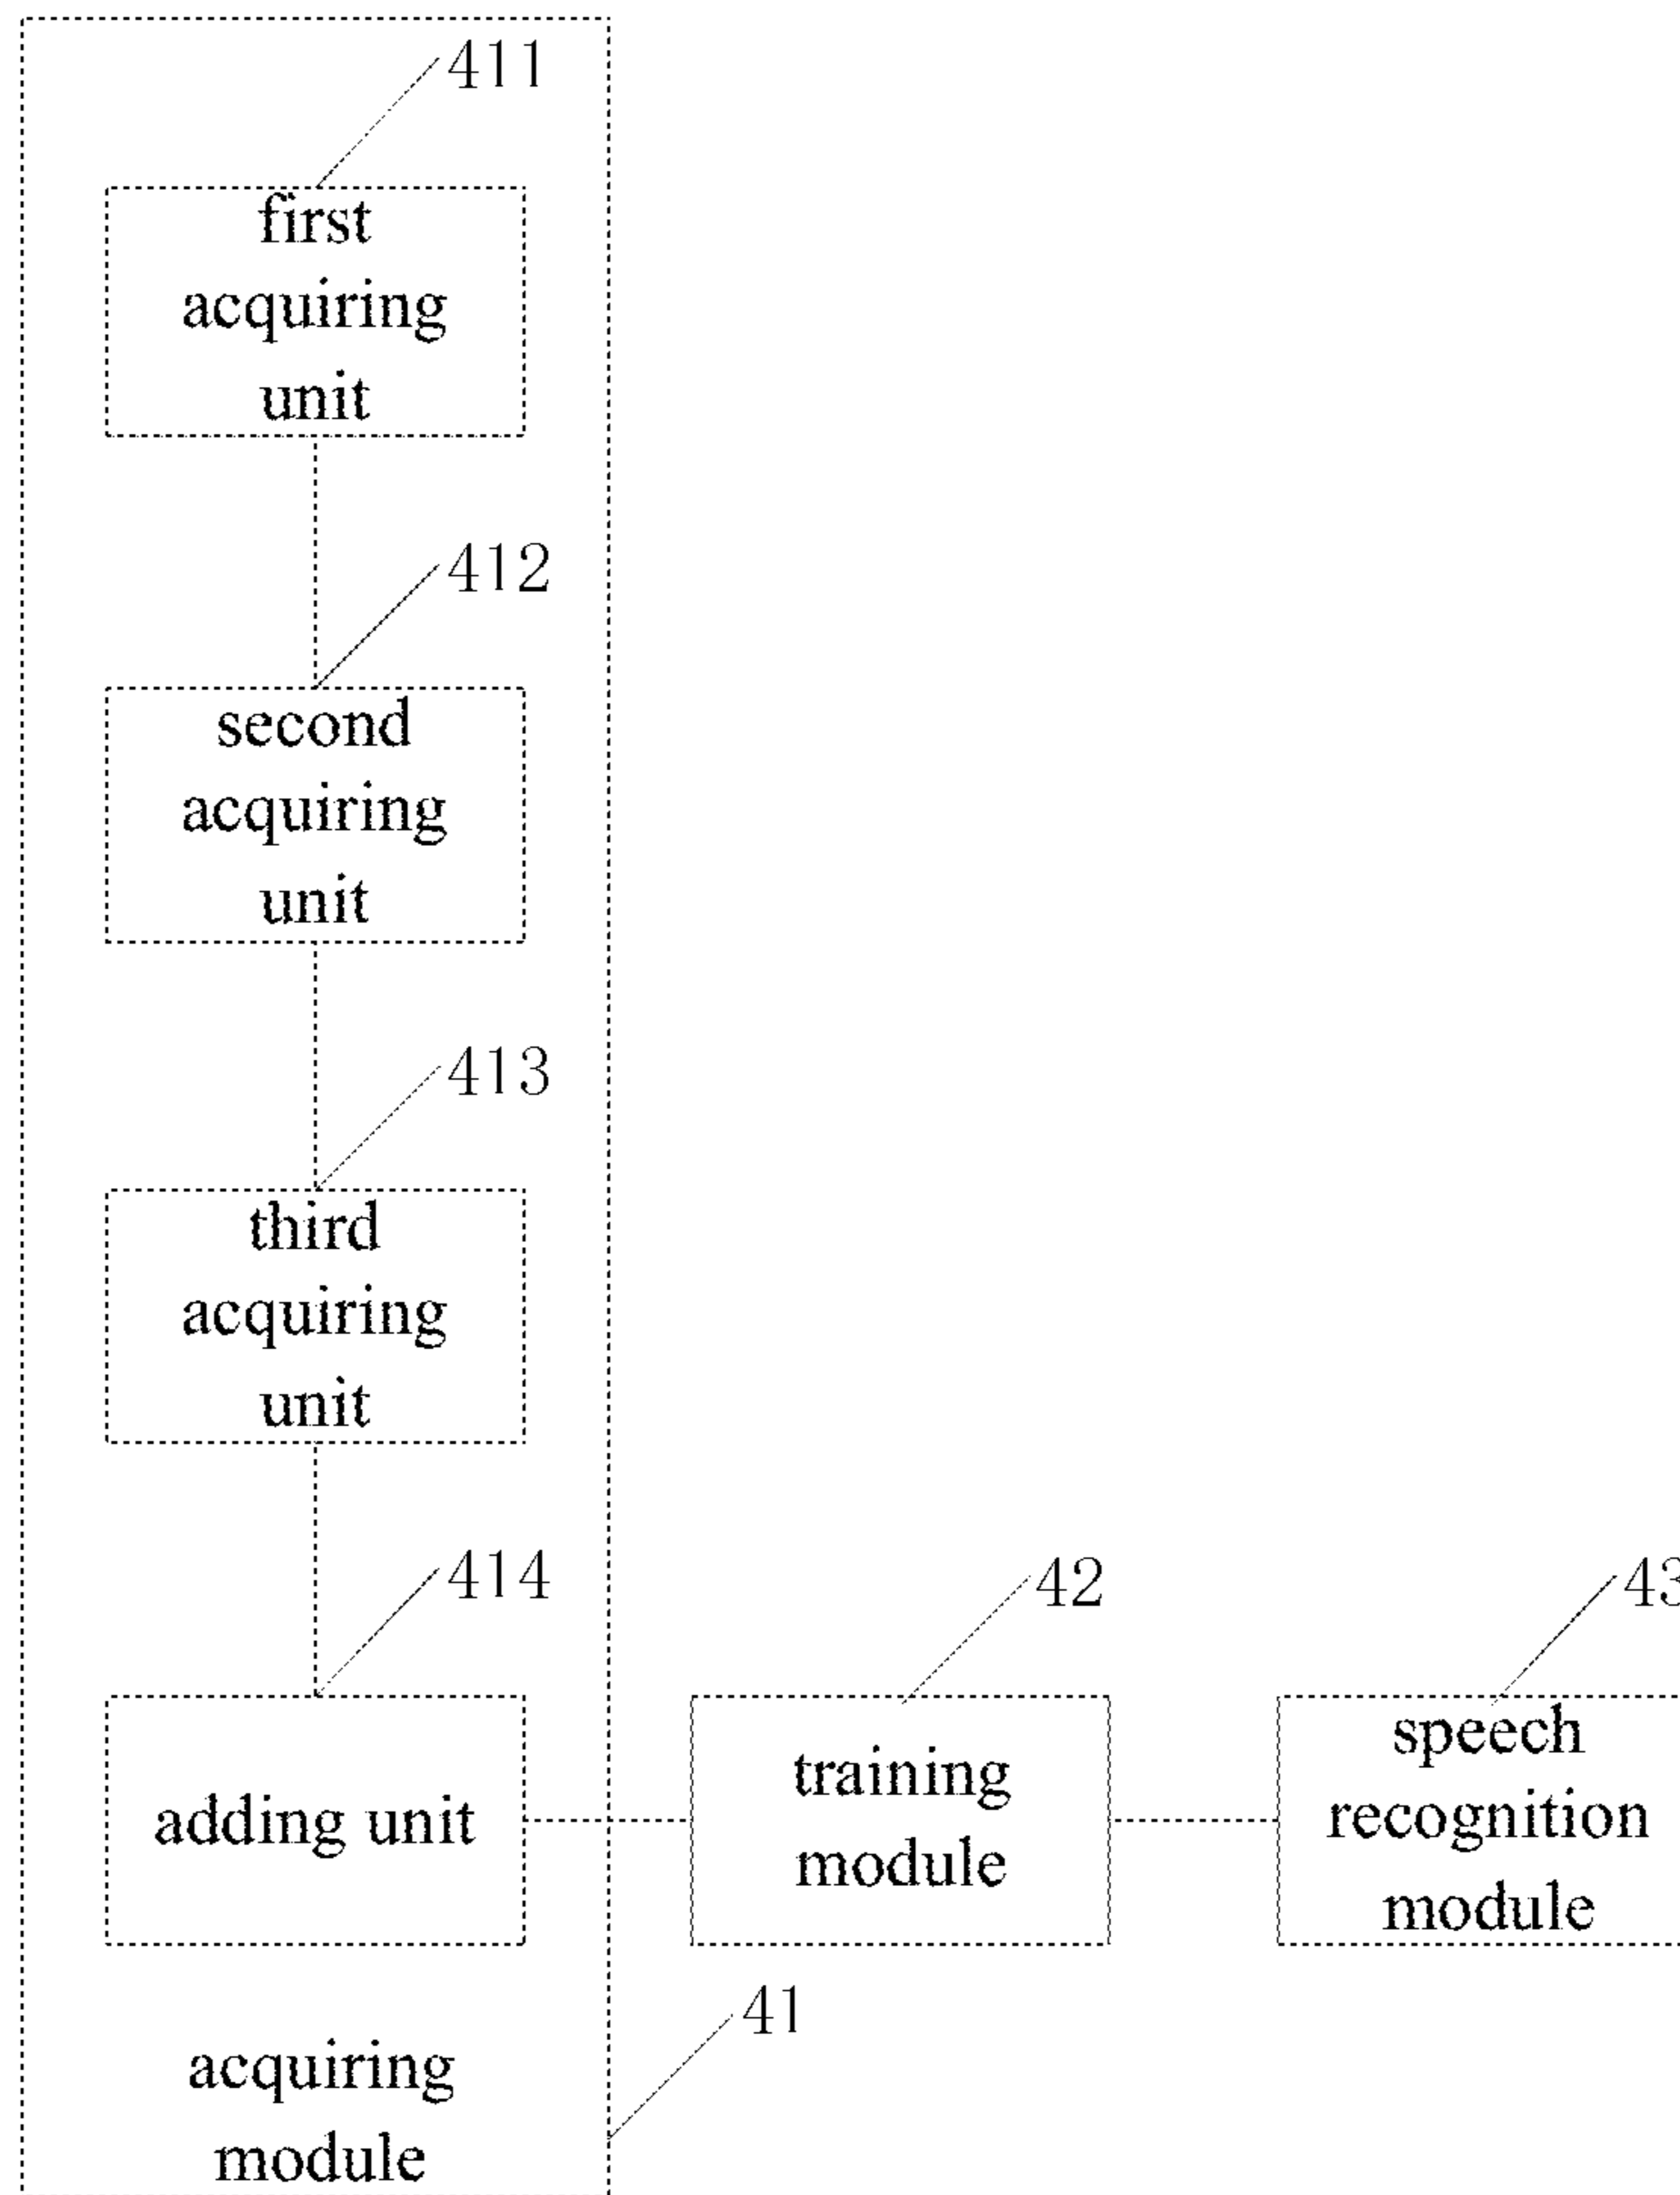 411
first
acquiring
unit
412
second
acquiring
unit
413
third
acquiring
unit
414
adding unit
42
training
module
43
speech
recognition
module
41
acquiring
module